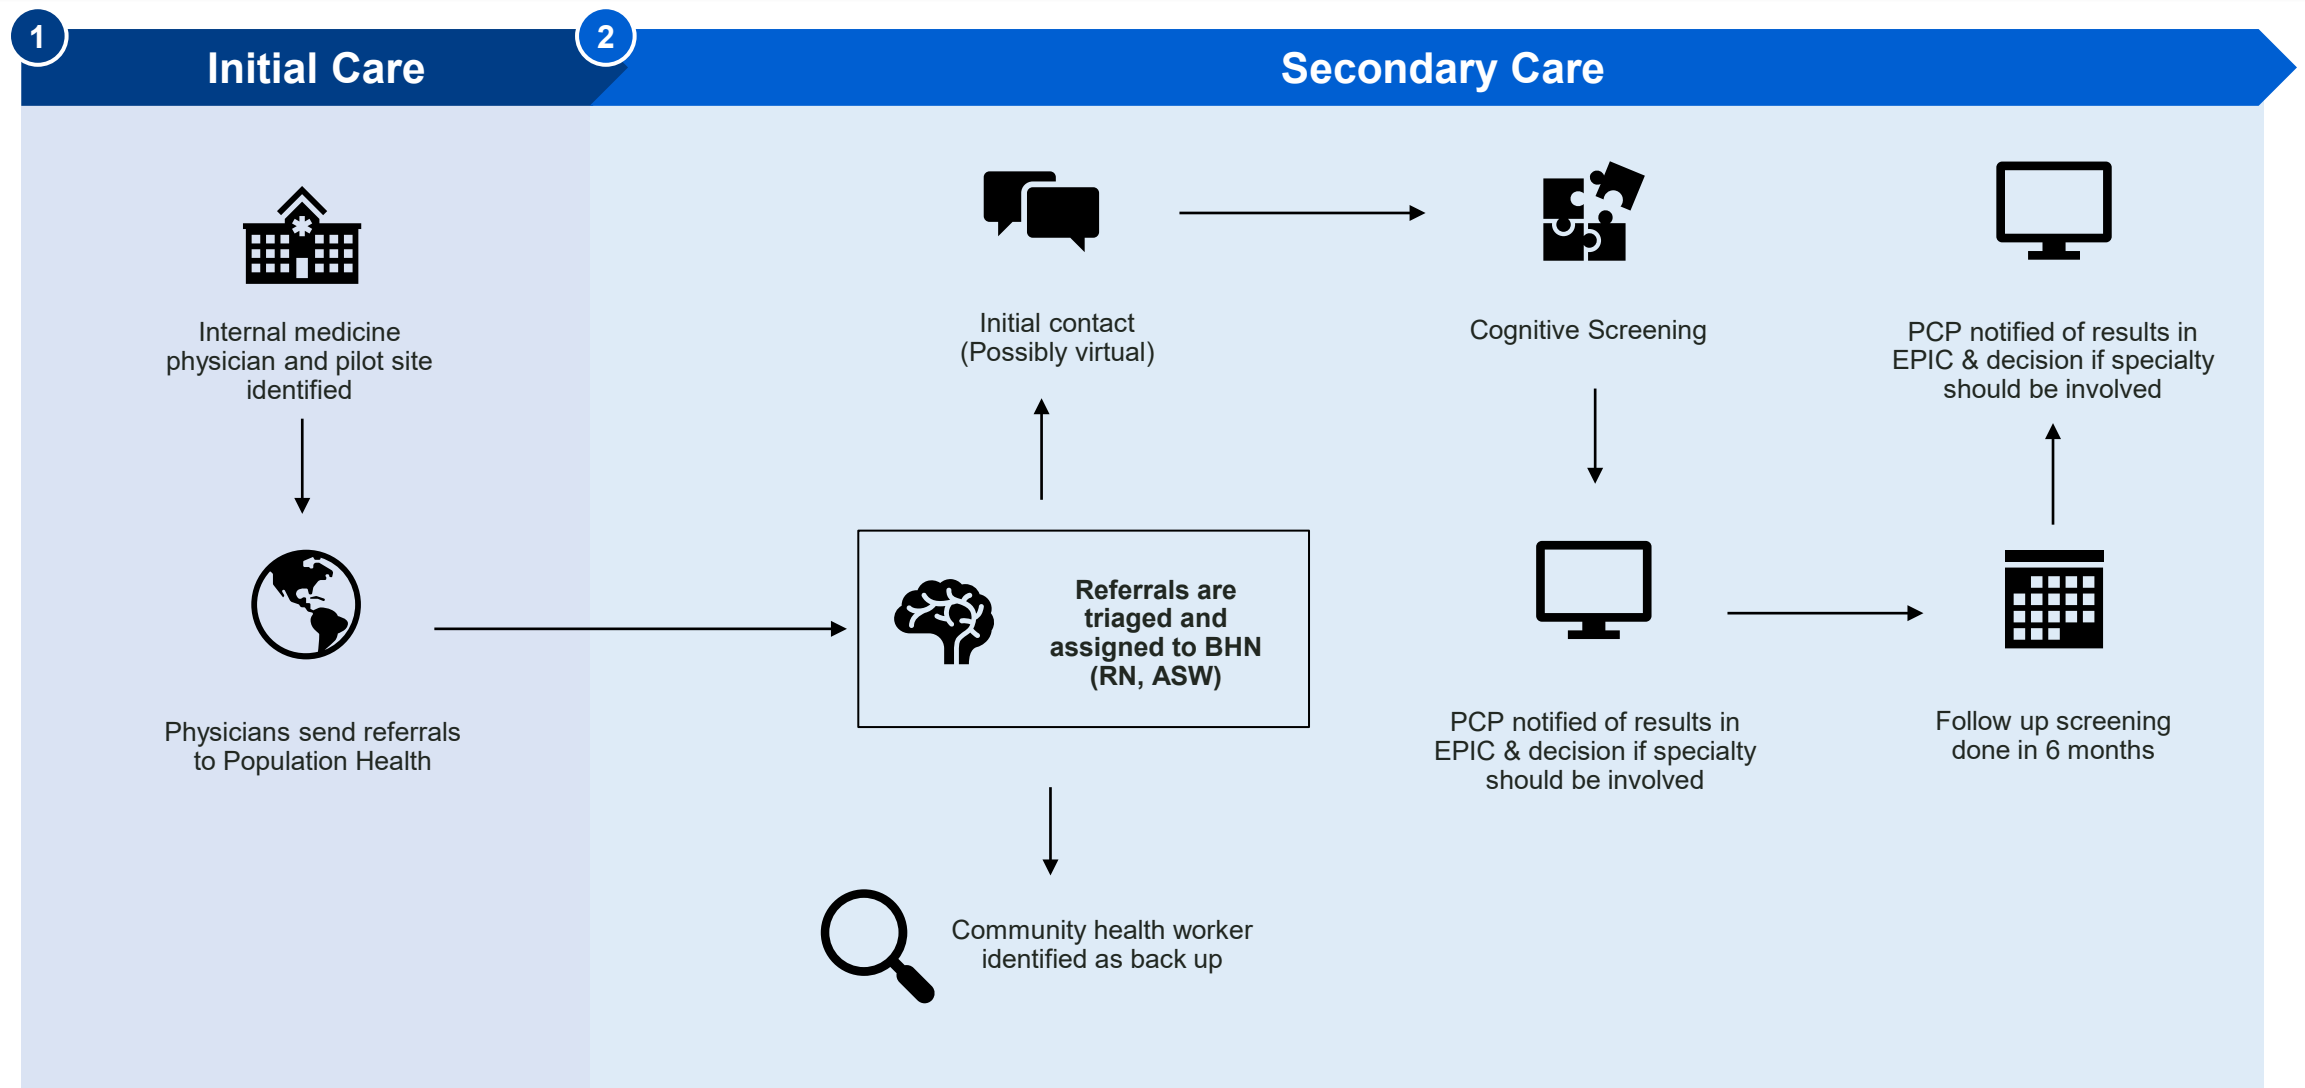 1
Initial Care
2
Secondary Care
Internal medicine
physician and pilot site
identified
Physicians send referrals
to Population Health
Initial contact
(Possibly virtual)
Referrals are
triaged and
assigned to BHN
(RN, ASW)
Community health worker
identified as back up
Cognitive Screening
PCP notified of results in
EPIC & decision if specialty
should be involved
Follow up screening
done in 6 months
PCP notified of results in
EPIC & decision if specialty
should be involved